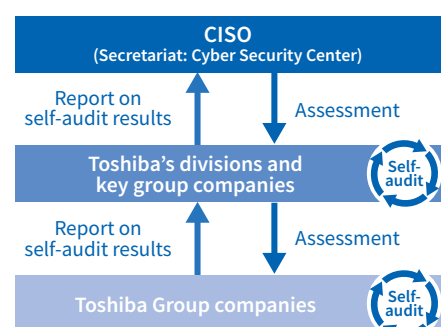 CISO
(Secretariat: Cyber Security Center)
Report on
self-audit results
Assessment
Toshiba’s divisions and
key group companies
Self-
audit
Report on
self-audit results
Assessment
Toshiba Group companies
Self-
audit